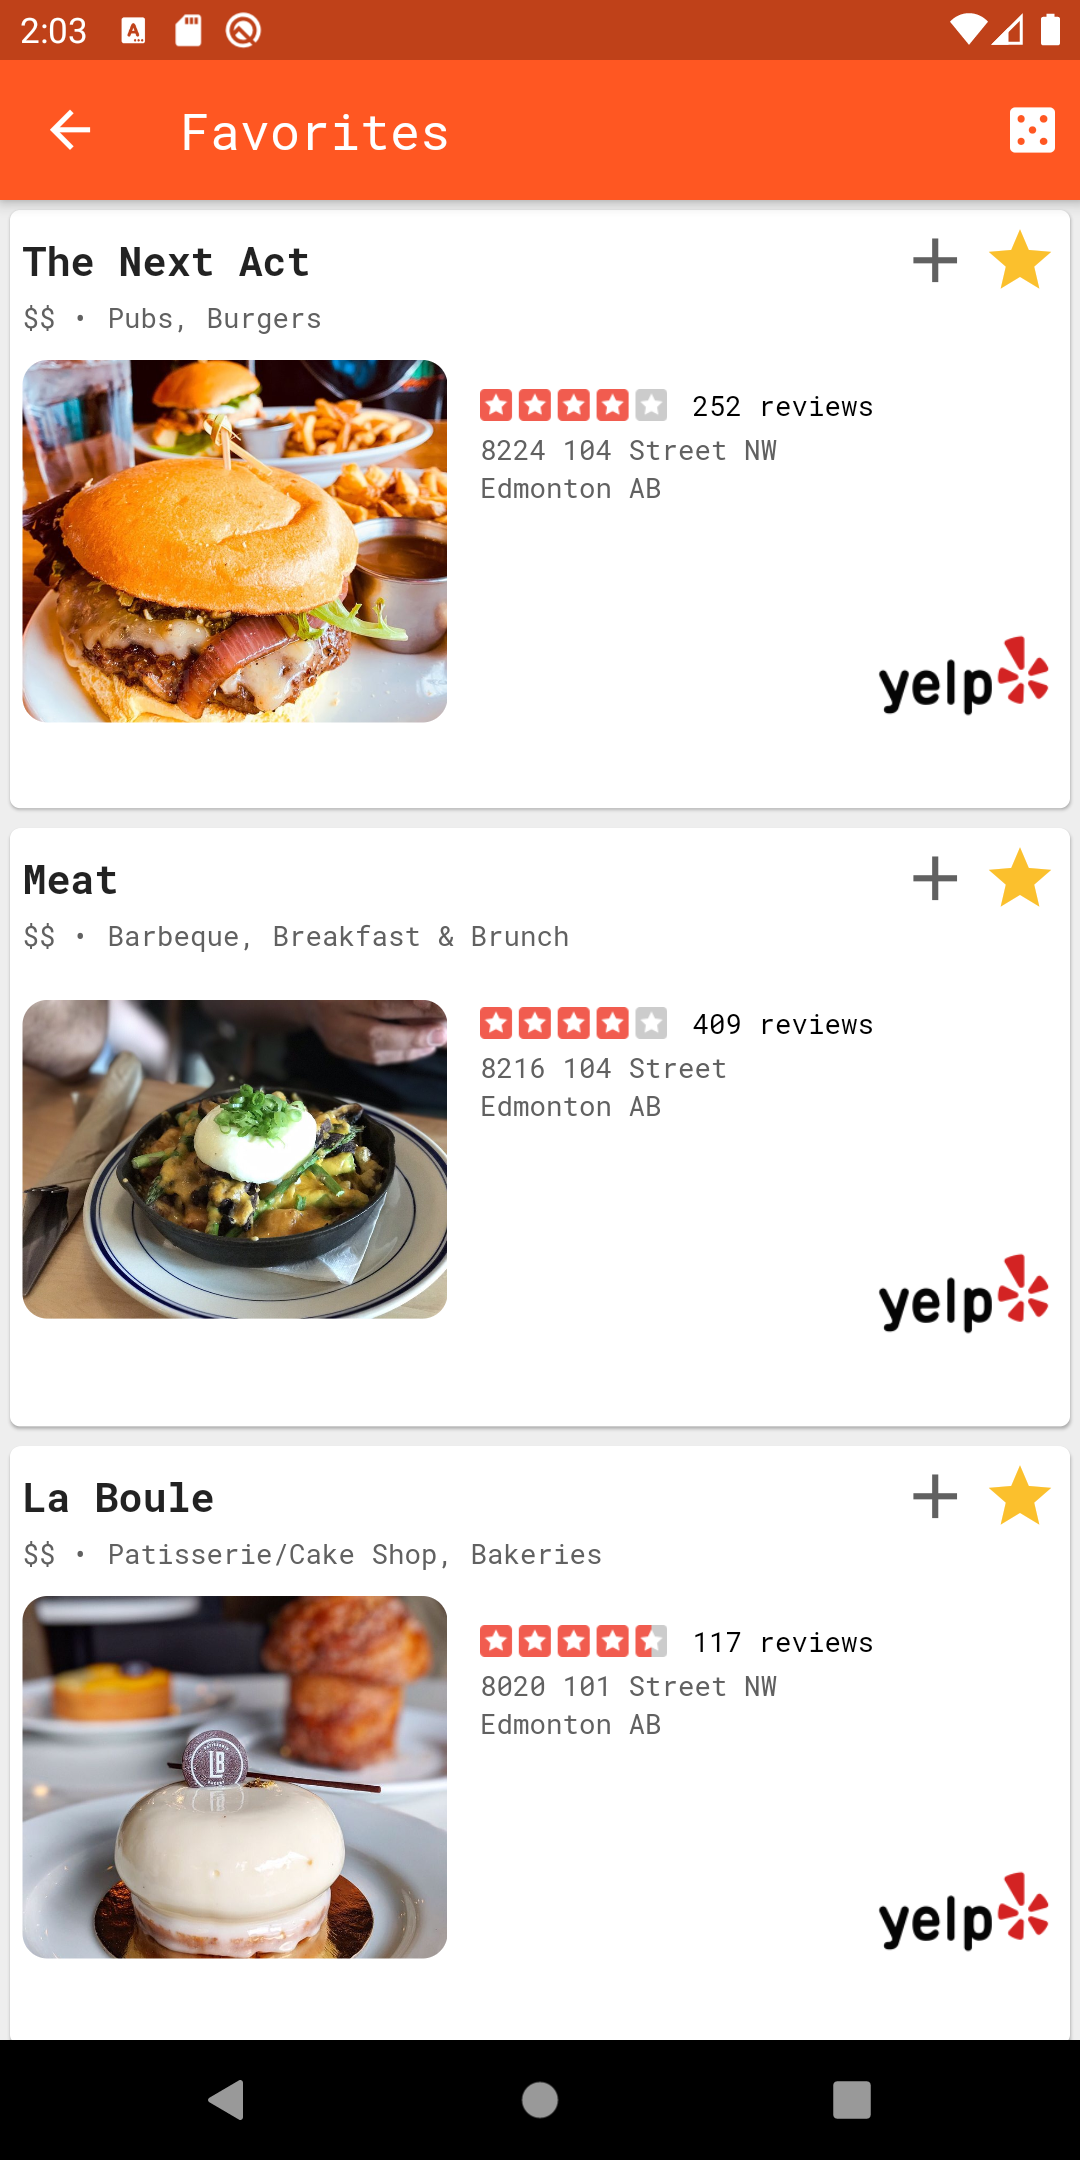 2:03
Favorites
The Next Act
$$ • Pubs, Burgers
252 reviews
8224 104 Street NW
Edmonton AB
yelp
Meat
$$ • Barbeque, Breakfast & Brunch
409 reviews
8216 104 Street
Edmonton AB
yelp
La Boule
$$ • Patisserie/Cake Shop, Bakeries
117 reviews
8020 101 Street NW
Edmonton AB
LB
yelp